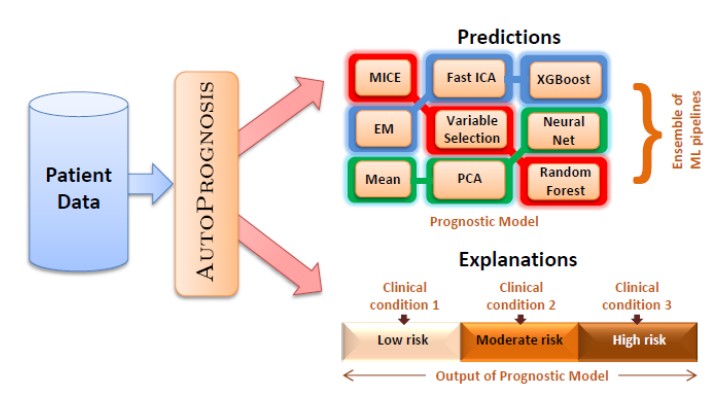 Patient
Data
AUTOPROGNOSIS
Predictions
MICE
Fast ICA
XGBoost
EM
Variable
Selection
Neural
Net
Mean
PCA
Random
Forest
Prognostic Model
Ensemble of
ML pipelines
Explanations
Clinical
condition 1
Clinical
condition 2
Clinical
condition 3
Low risk
Moderate risk
High risk
Output of Prognostic Model